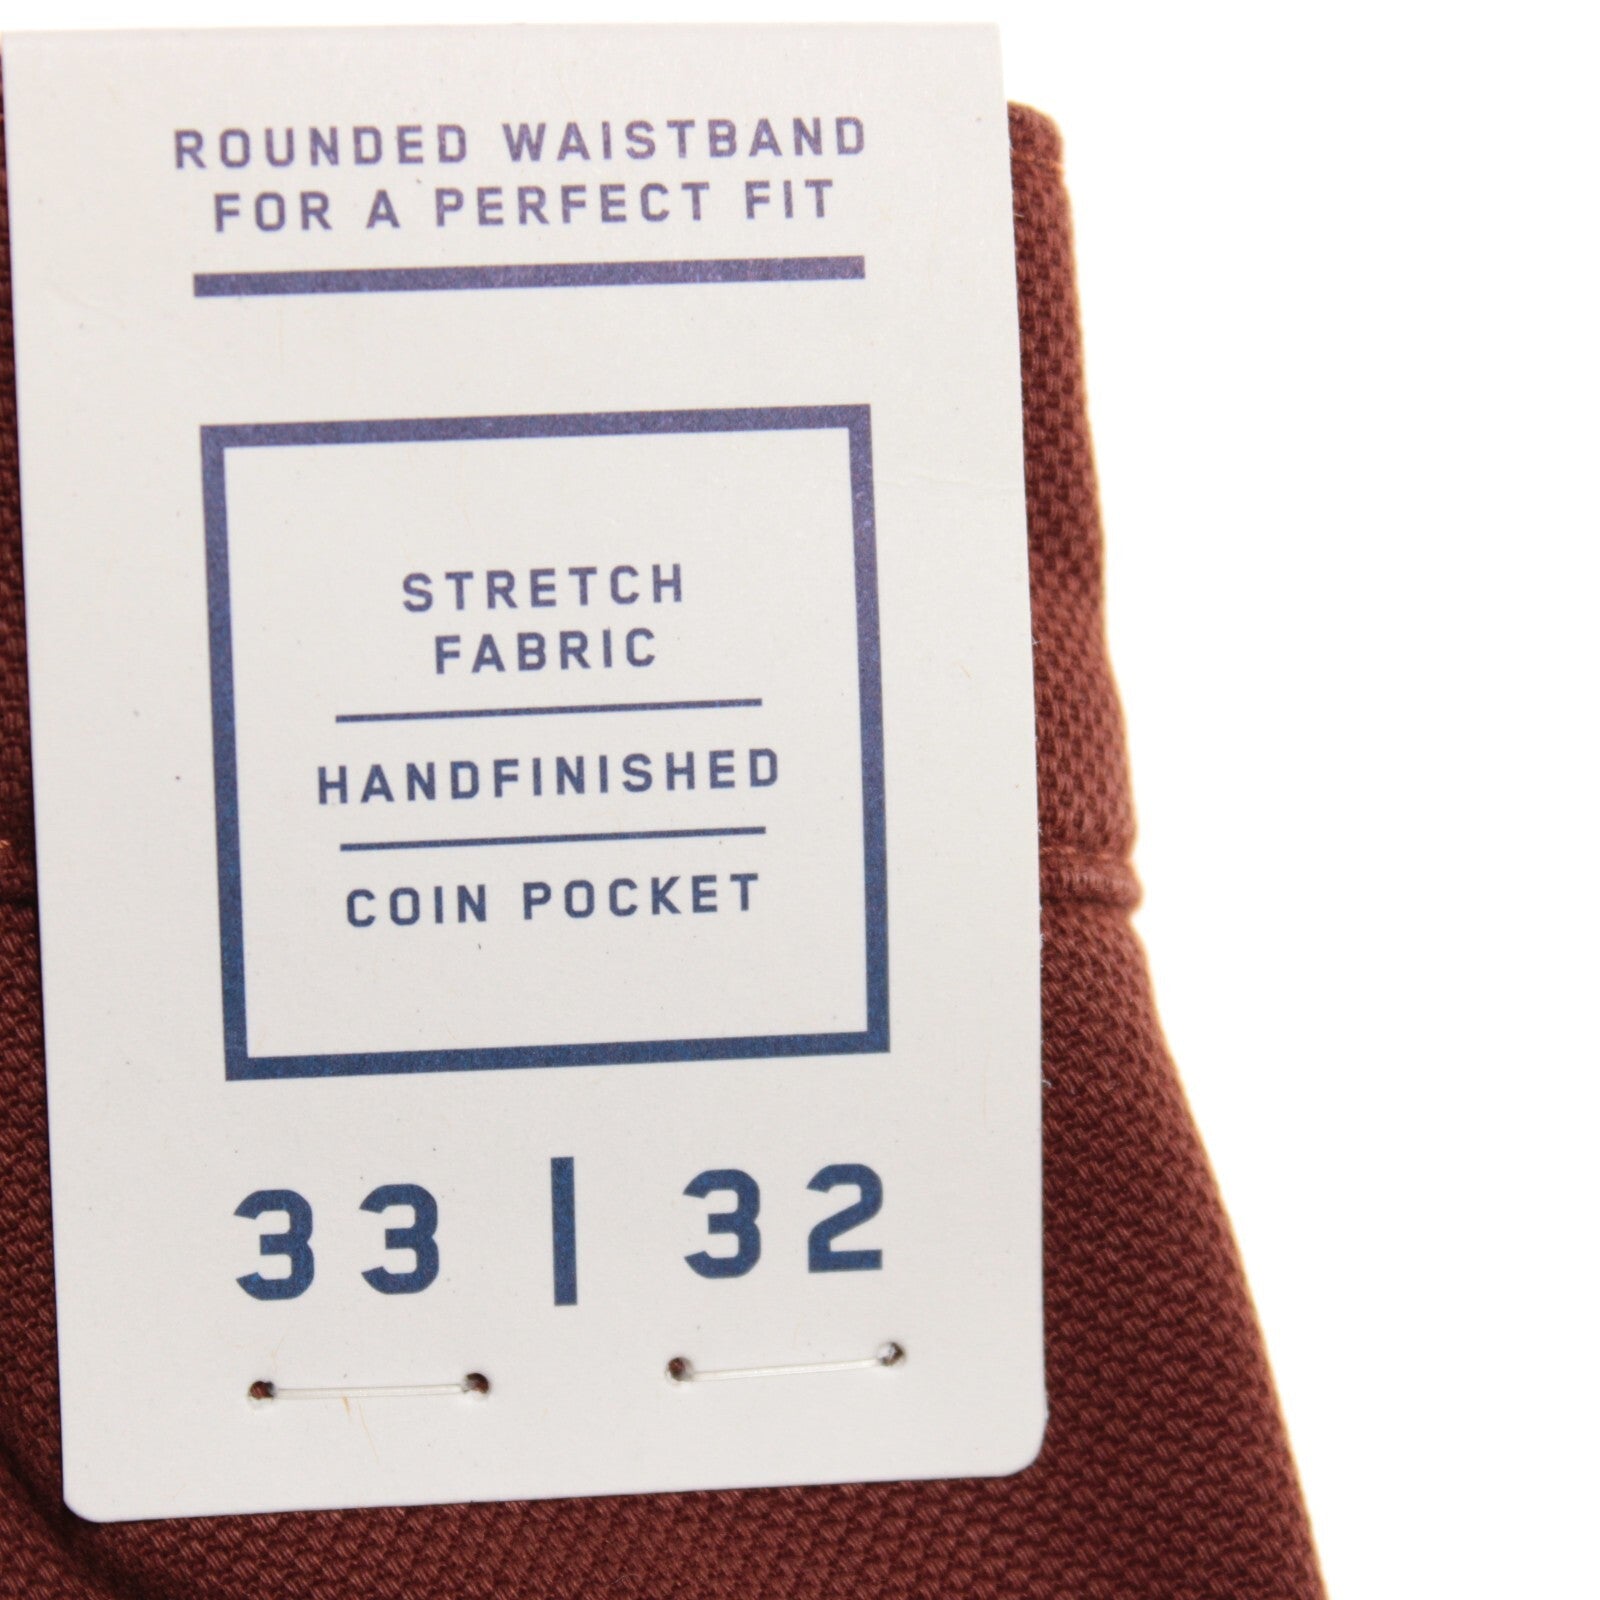 ROUNDED WAISTBAND
FOR A PERFECT FIT
STRETCH
FABRIC
HANDFINISHED
COIN POCKET
33 | 32